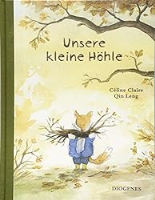 Unsere
kleine Höhle
Céline Claire
Qin Leng
DIOGENES